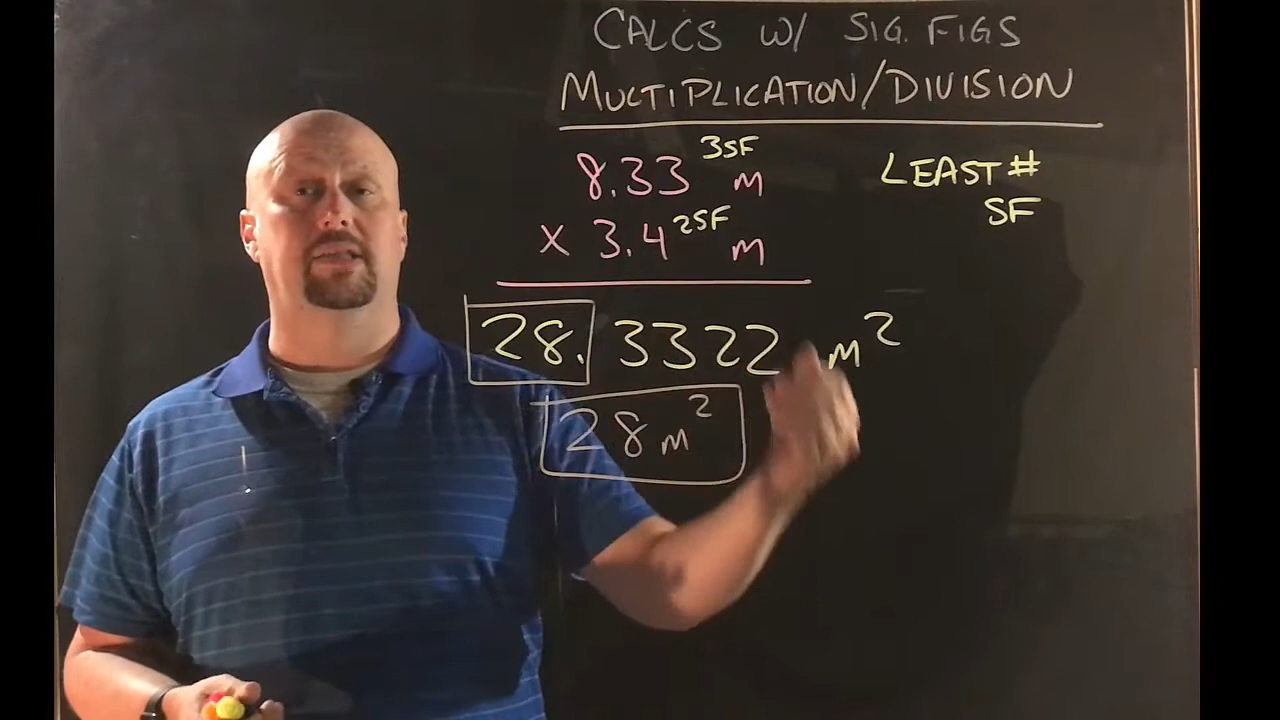 CALCS W/ SIG. FIGS
MULTIPLICATION/DIVISION
8.33 3SF m
x 3.4 2SF m
LEAST #
SF
28.3322 m²
28 m²